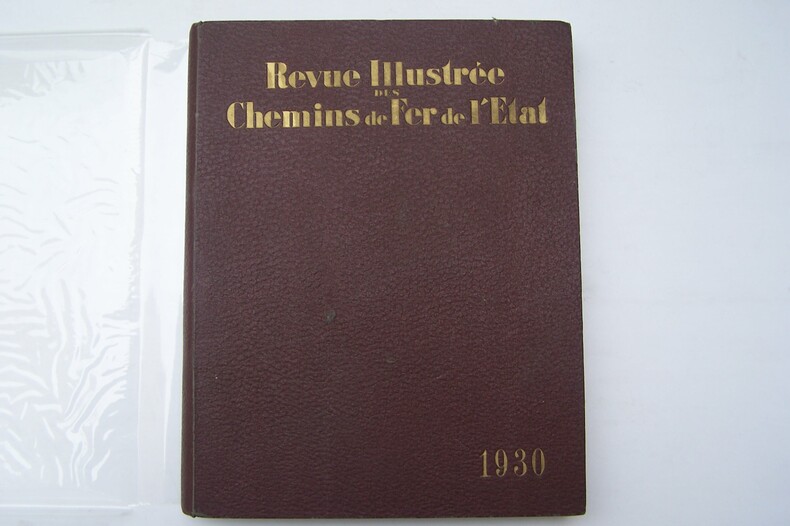 Revue Illustrée
DES
Chemins de Fer de l'Etat
1930